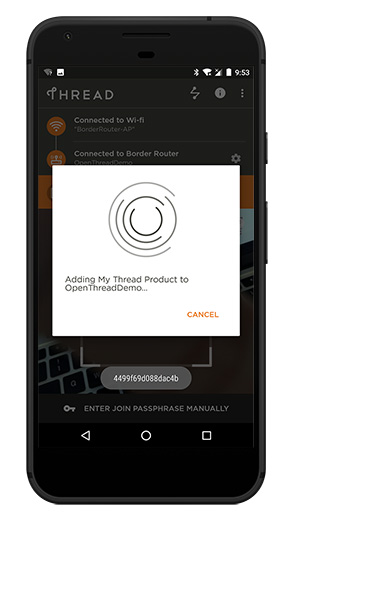 9:53
THREAD
Connected to Wi-fi
"BorderRouter-AP"
Connected to Border Router
OpenThreadDemo
Adding My Thread Product to
OpenThreadDemo...
CANCEL
4499f69d088dac4b
ENTER JOIN PASSPHRASE MANUALLY